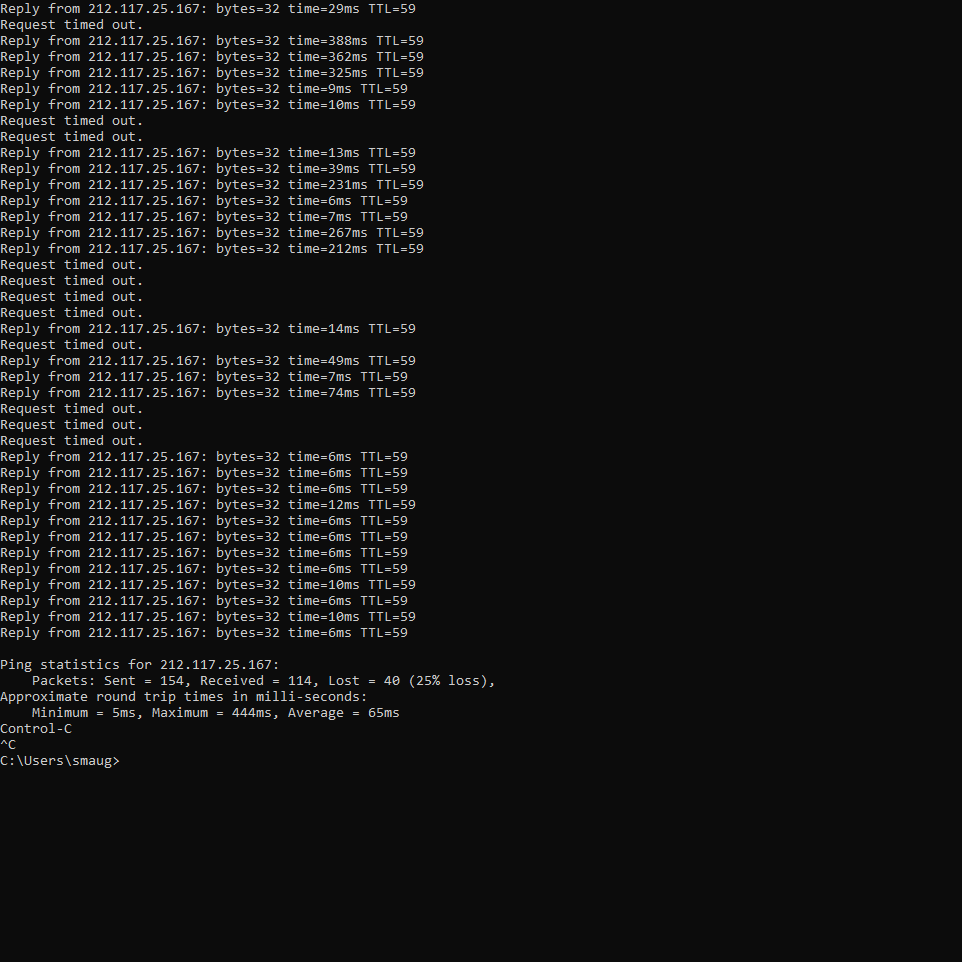 Reply from 212.117.25.167: bytes=32 time=29ms TTL=59
Request timed out.
Reply from 212.117.25.167: bytes=32 time=388ms TTL=59
Reply from 212.117.25.167: bytes=32 time=362ms TTL=59
Reply from 212.117.25.167: bytes=32 time=325ms TTL=59
Reply from 212.117.25.167: bytes=32 time=9ms TTL=59
Reply from 212.117.25.167: bytes=32 time=10ms TTL=59
Request timed out.
Request timed out.
Reply from 212.117.25.167: bytes=32 time=13ms TTL=59
Reply from 212.117.25.167: bytes=32 time=39ms TTL=59
Reply from 212.117.25.167: bytes=32 time=231ms TTL=59
Reply from 212.117.25.167: bytes=32 time=6ms TTL=59
Reply from 212.117.25.167: bytes=32 time=7ms TTL=59
Reply from 212.117.25.167: bytes=32 time=267ms TTL=59
Reply from 212.117.25.167: bytes=32 time=212ms TTL=59
Request timed out.
Request timed out.
Request timed out.
Request timed out.
Reply from 212.117.25.167: bytes=32 time=14ms TTL=59
Request timed out.
Reply from 212.117.25.167: bytes=32 time=49ms TTL=59
Reply from 212.117.25.167: bytes=32 time=7ms TTL=59
Reply from 212.117.25.167: bytes=32 time=74ms TTL=59
Request timed out.
Request timed out.
Request timed out.
Reply from 212.117.25.167: bytes=32 time=6ms TTL=59
Reply from 212.117.25.167: bytes=32 time=6ms TTL=59
Reply from 212.117.25.167: bytes=32 time=6ms TTL=59
Reply from 212.117.25.167: bytes=32 time=12ms TTL=59
Reply from 212.117.25.167: bytes=32 time=6ms TTL=59
Reply from 212.117.25.167: bytes=32 time=6ms TTL=59
Reply from 212.117.25.167: bytes=32 time=6ms TTL=59
Reply from 212.117.25.167: bytes=32 time=6ms TTL=59
Reply from 212.117.25.167: bytes=32 time=10ms TTL=59
Reply from 212.117.25.167: bytes=32 time=6ms TTL=59
Reply from 212.117.25.167: bytes=32 time=10ms TTL=59
Reply from 212.117.25.167: bytes=32 time=6ms TTL=59

Ping statistics for 212.117.25.167:
    Packets: Sent = 154, Received = 114, Lost = 40 (25% loss),
Approximate round trip times in milli-seconds:
    Minimum = 5ms, Maximum = 444ms, Average = 65ms
Control-C
^C
C:\Users\smaug>